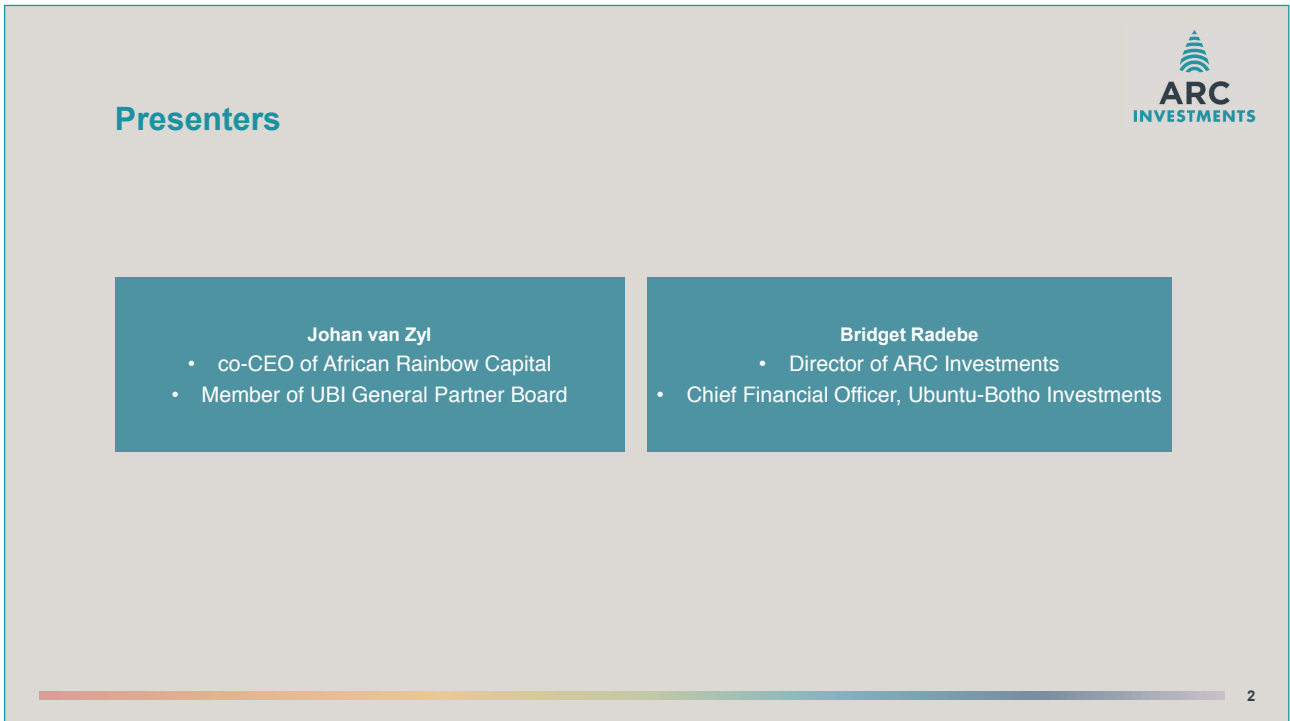 ARC
INVESTMENTS
Presenters
Johan van Zyl
• co-CEO of African Rainbow Capital
• Member of UBI General Partner Board
Bridget Radebe
• Director of ARC Investments
• Chief Financial Officer, Ubuntu-Botho Investments
2